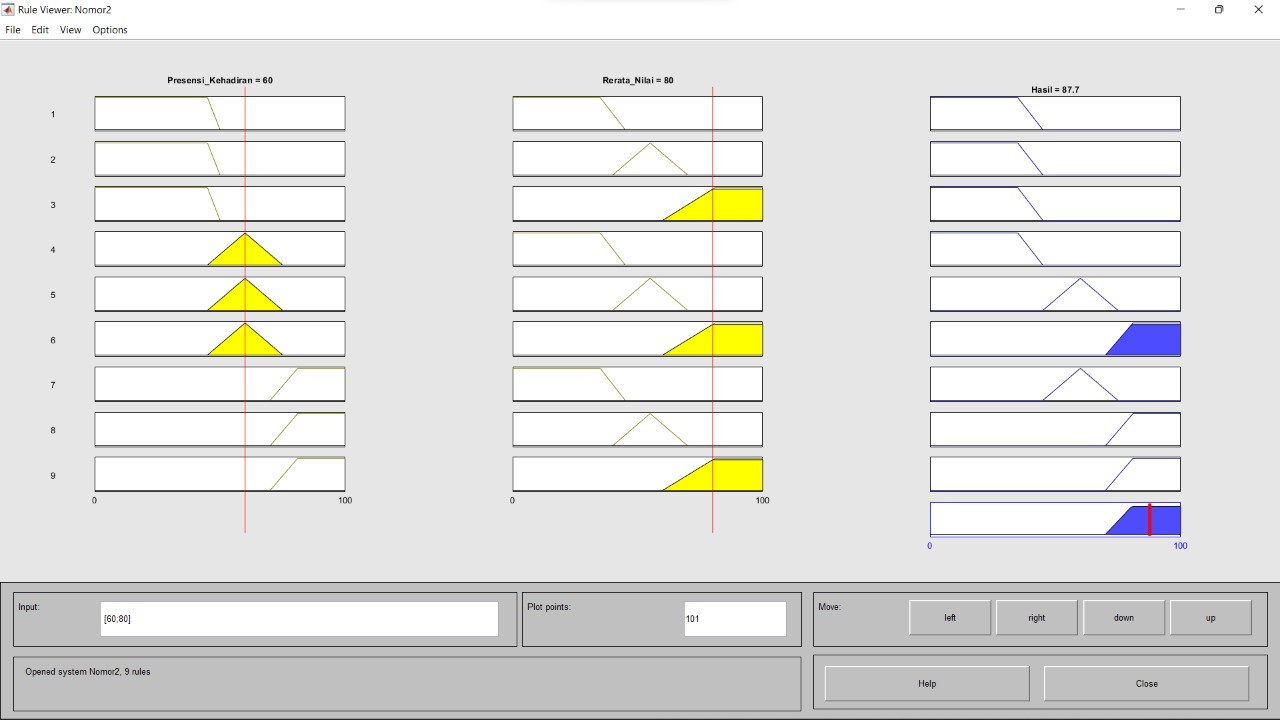 Rule Viewer: Nomor2
File Edit View Options
Presensi_Kehadiran = 60
Rerata_Nilai = 80
Hasil = 87.7
1
2
3
4
5
6
7
8
9
0 100
0 100
0 100
Input:
[60;80]
Plot points:
101
Move:
left
right
down
up
Opened system Nomor2, 9 rules
Help
Close